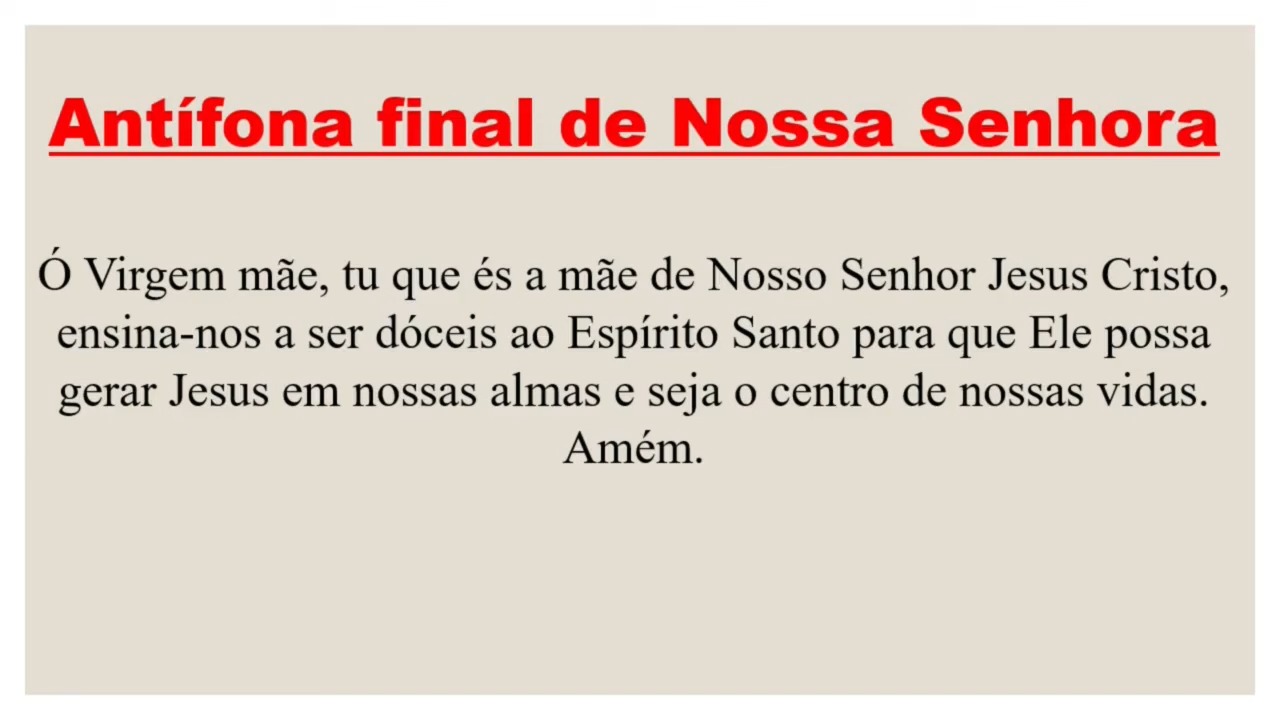 Antífona final de Nossa Senhora
Ó Virgem mãe, tu que és a mãe de Nosso Senhor Jesus Cristo,
ensina-nos a ser dóceis ao Espírito Santo para que Ele possa
gerar Jesus em nossas almas e seja o centro de nossas vidas.
Amém.